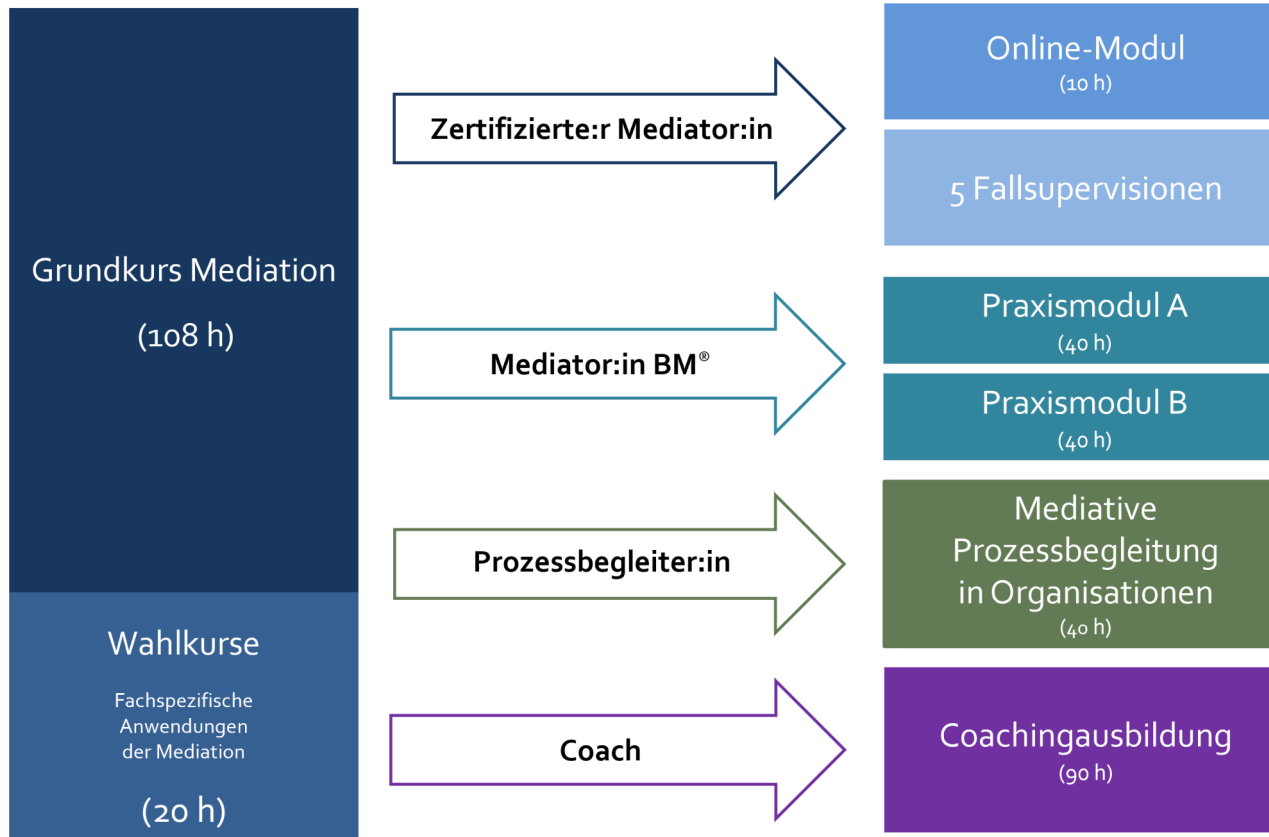 Grundkurs Mediation
(108 h)
Wahlkurse
Fachspezifische
Anwendungen
der Mediation
(20 h)
Zertifizierte:r Mediator:in
Mediator:in BM®
Prozessbegleiter:in
Coach
Online-Modul
(10 h)
5 Fallsupervisionen
Praxismodul A
(40 h)
Praxismodul B
(40 h)
Mediative
Prozessbegleitung
in Organisationen
(40 h)
Coachingausbildung
(90 h)